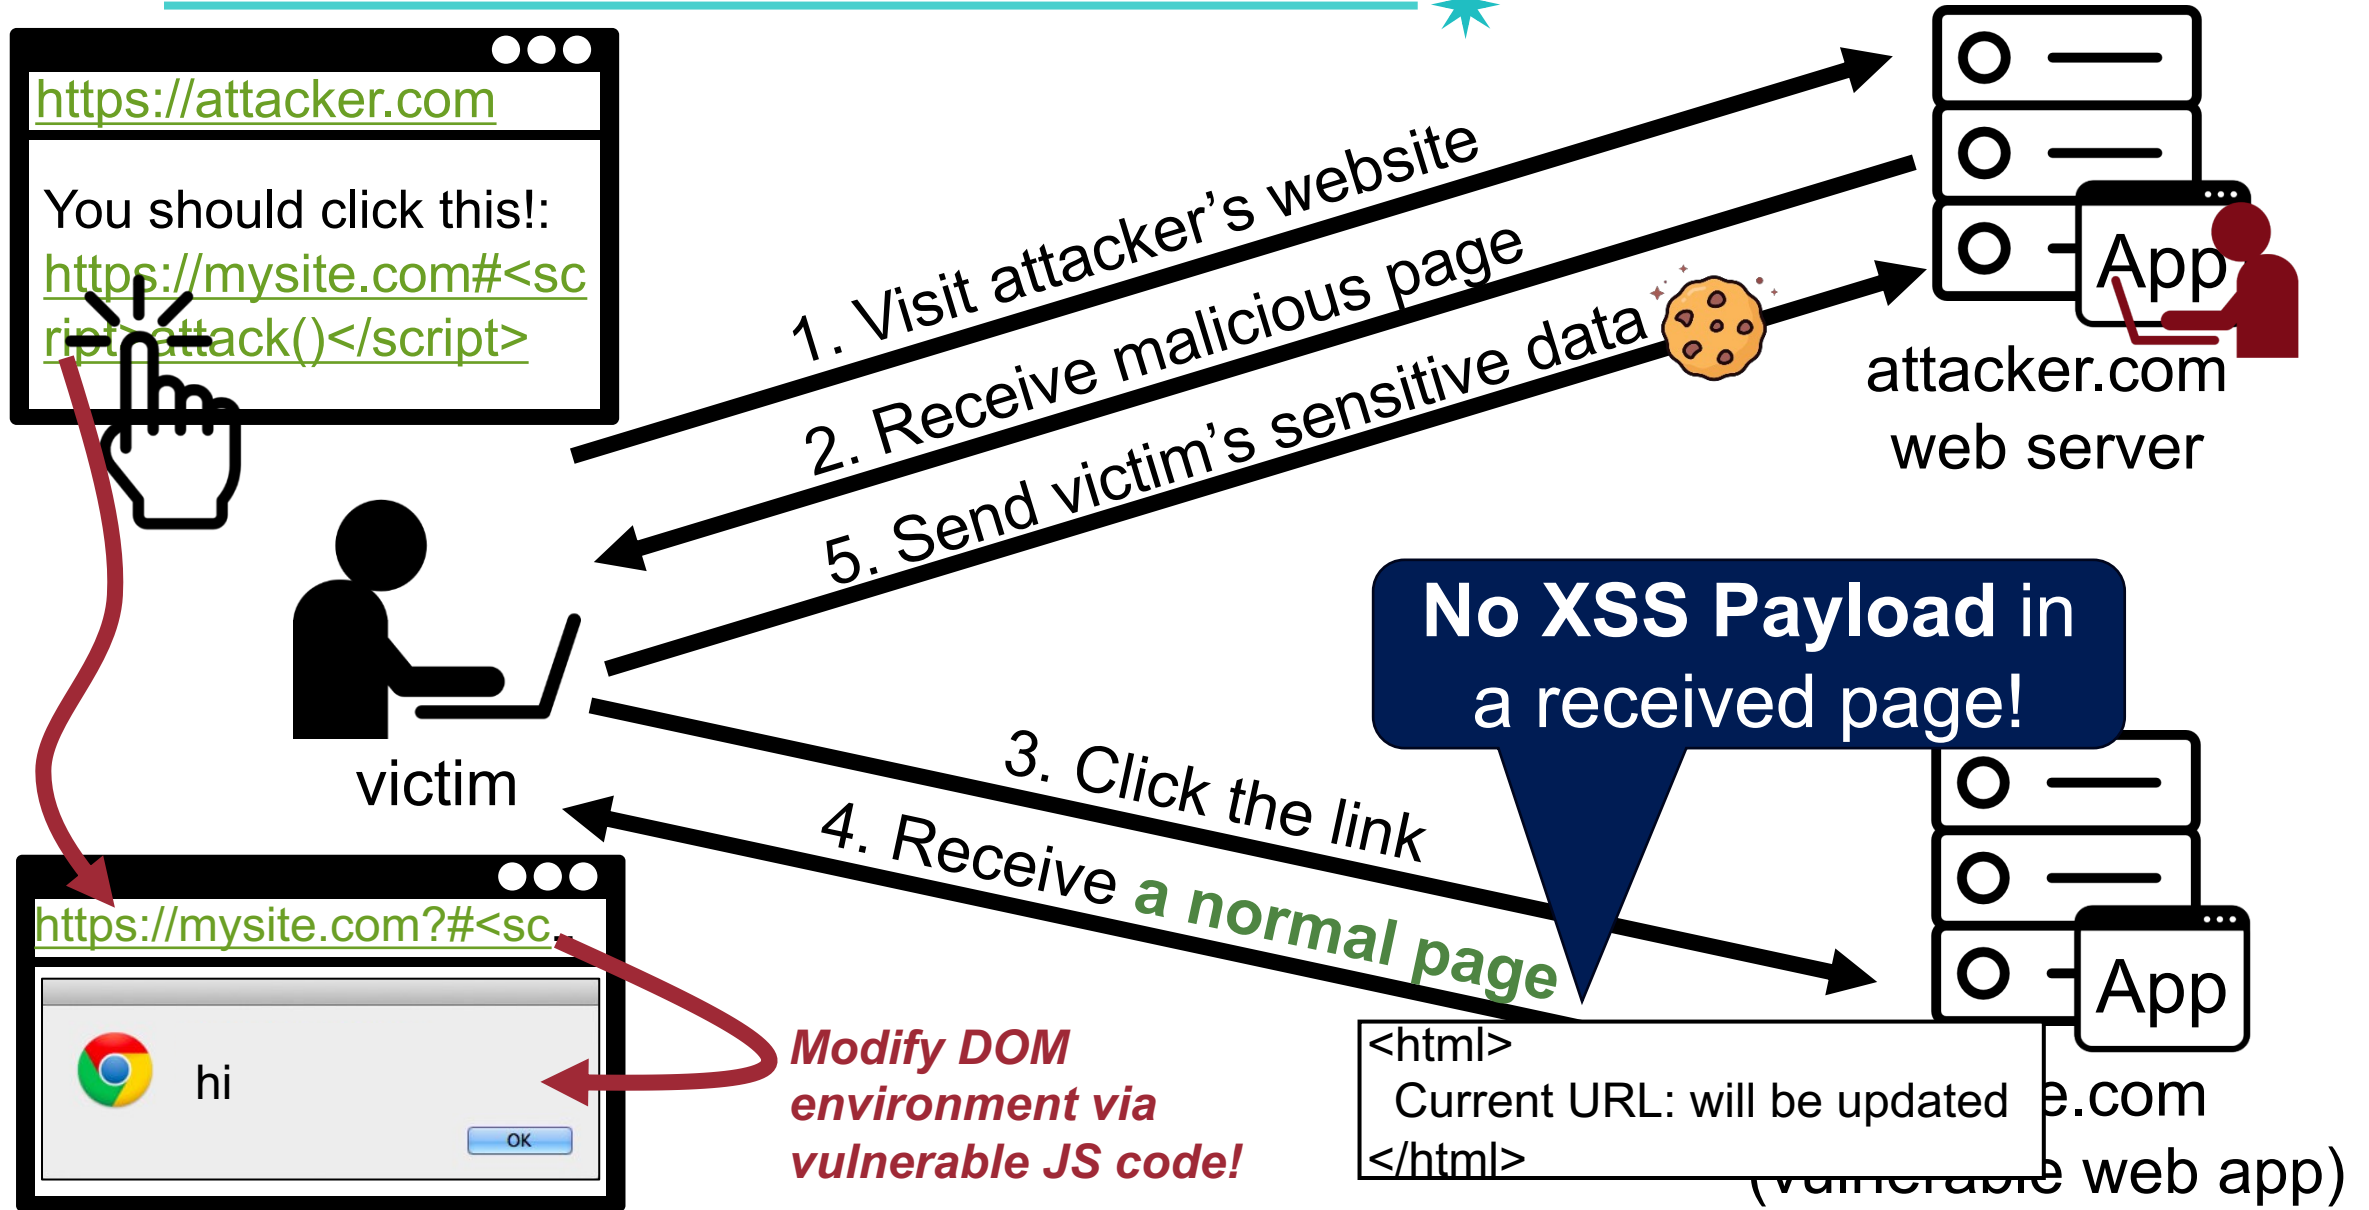 https://attacker.com
You should click this!:
https://mysite.com#<sc
ript>attack()</script>
1. Visit attacker's website
2. Receive malicious page
5. Send victim's sensitive data
App
attacker.com
web server
victim
No XSS Payload in
a received page!
3. Click the link
4. Receive a normal page
https://mysite.com?#<sc..
hi
OK
Modify DOM
environment via
vulnerable JS code!
<html>
Current URL: will be updated
</html>
App
e.com
(vulnerable web app)